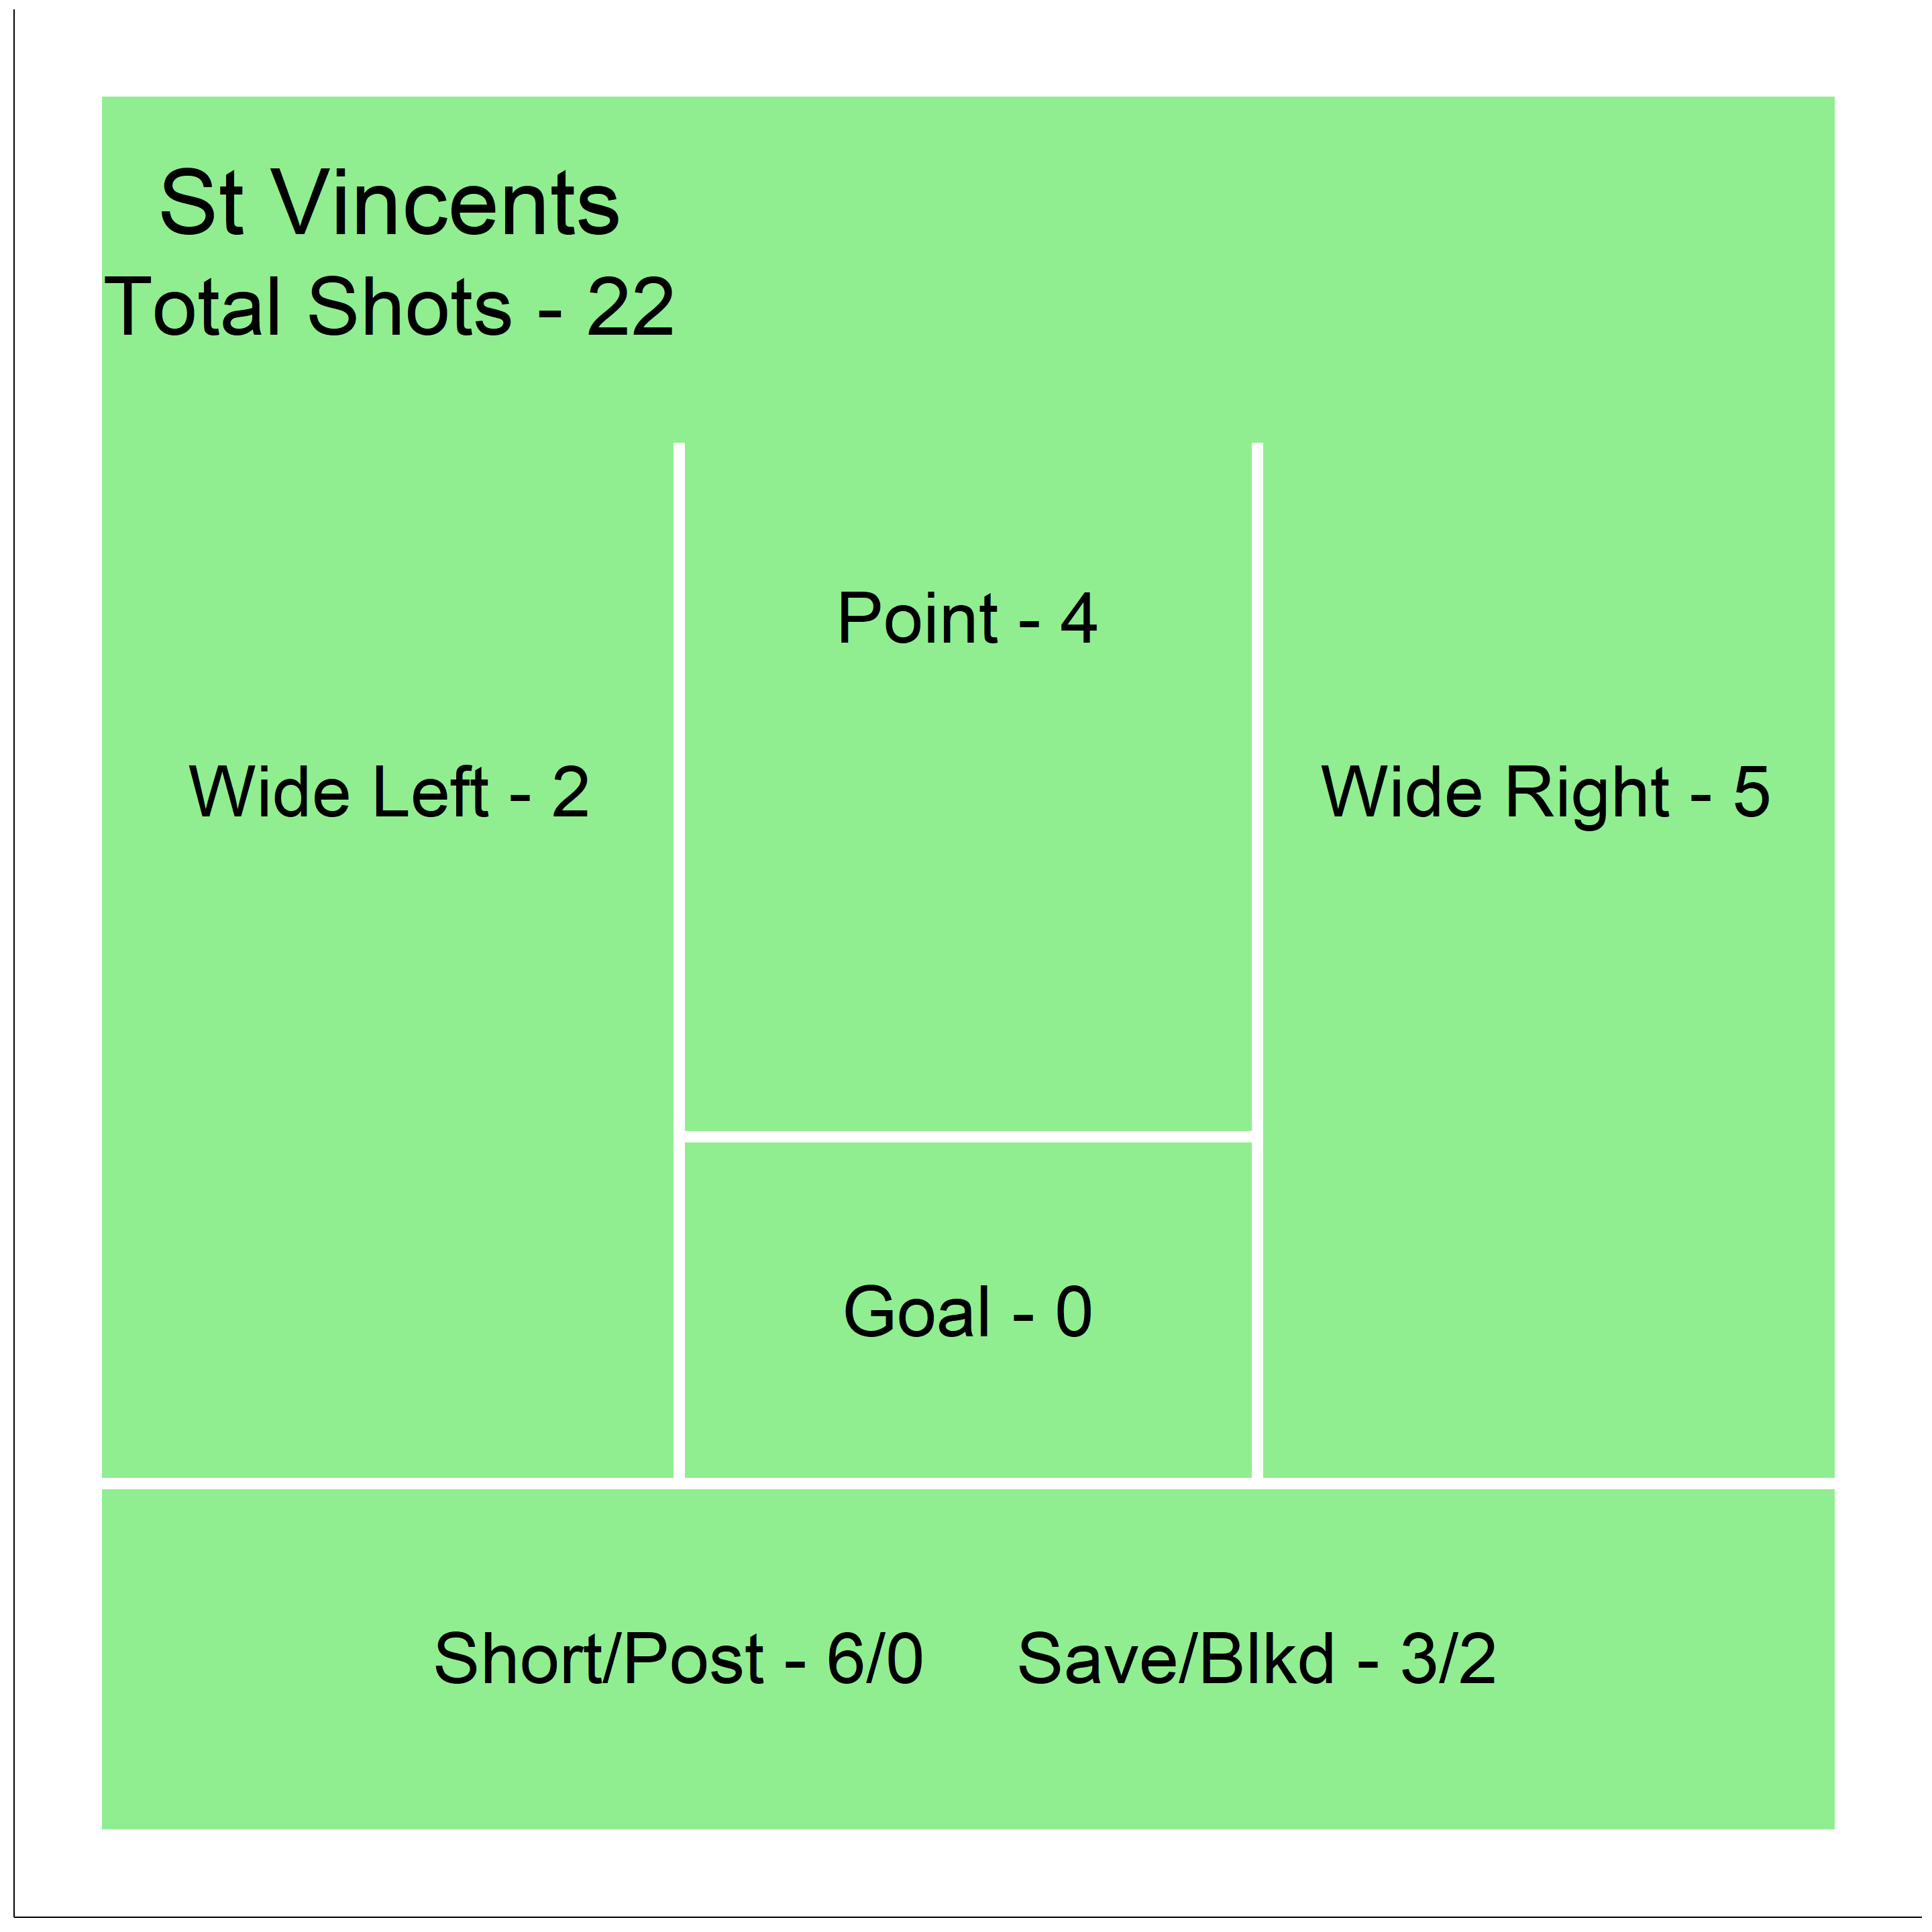 St Vincents
Total Shots - 22
Point - 4
Wide Left - 2
Wide Right - 5
Goal - 0
Short/Post - 6/0 Save/Blkd - 3/2